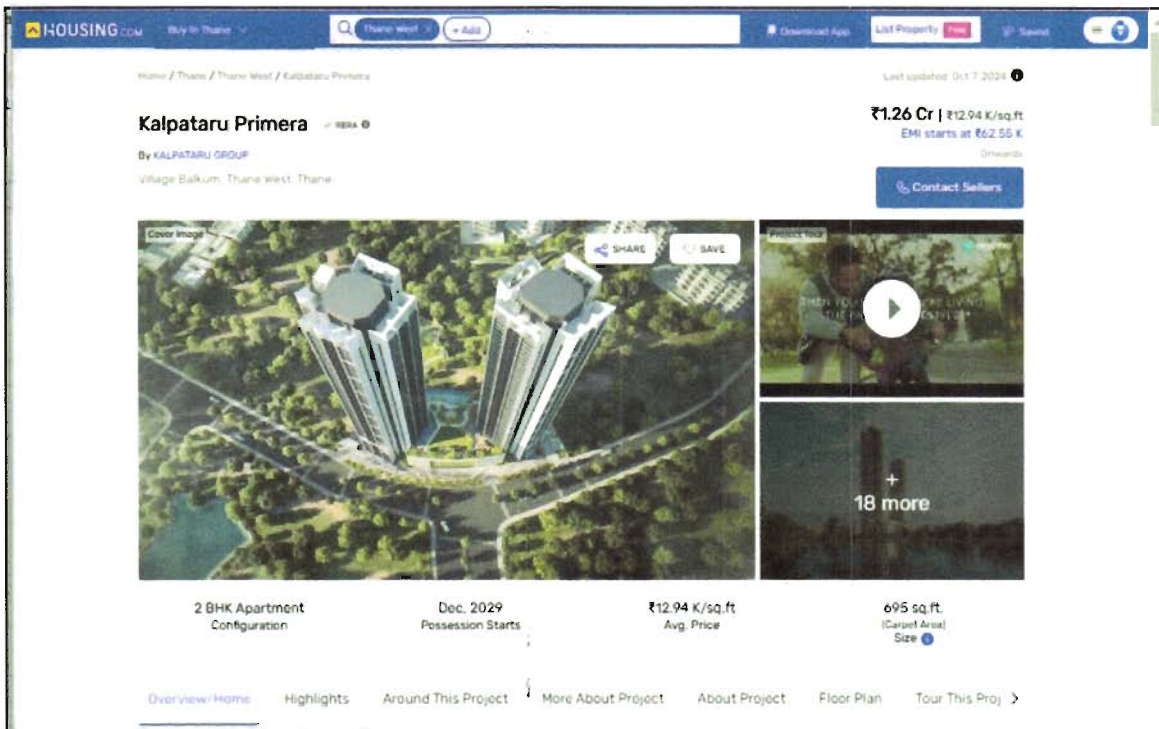 HOUSING.COM
Buy in Thane
Thane West ×
+ Add
Download App
List Property Free
Saved
Home / Thane / Thane West / Kalpataru Primera
Last updated: Oct 7, 2024
Kalpataru Primera
RERA
₹1.26 Cr | ₹12.94 K/sq.ft
EMI starts at ₹62.55 K
Onwards
By KALPATARU GROUP
Village Balkum, Thane West, Thane
Contact Sellers
Cover Image
SHARE
SAVE
Project Tour
+
18 more
2 BHK Apartment
Configuration
Dec, 2029
Possession Starts
₹12.94 K/sq.ft
Avg. Price
695 sq.ft.
(Carpet Area)
Size
Overview/Home
Highlights
Around This Project
More About Project
About Project
Floor Plan
Tour This Proj